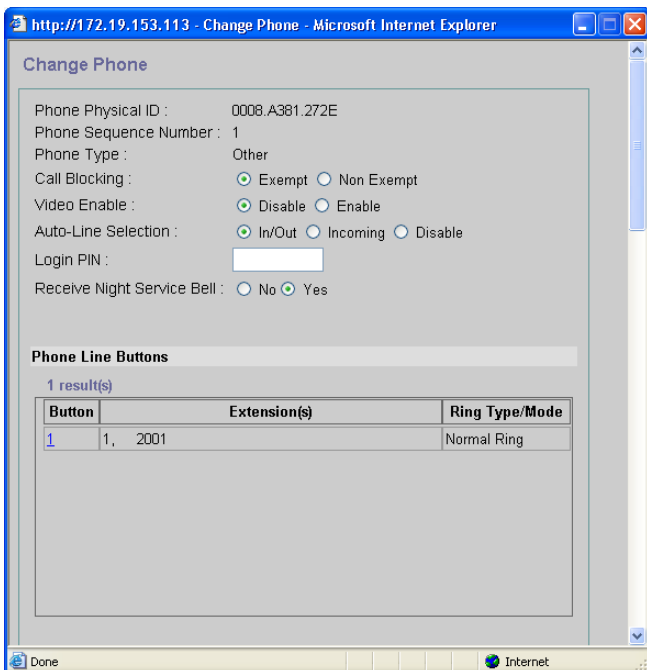 http://172.19.153.113 - Change Phone - Microsoft Internet Explorer
Change Phone
Phone Physical ID : 0008.A381.272E
Phone Sequence Number : 1
Phone Type : Other
Call Blocking : Exempt Non Exempt
Video Enable : Disable Enable
Auto-Line Selection : In/Out Incoming Disable
Login PIN :
Receive Night Service Bell : No Yes
Phone Line Buttons
1 result(s)
Button Extension(s) Ring Type/Mode
1 1, 2001 Normal Ring
Done Internet